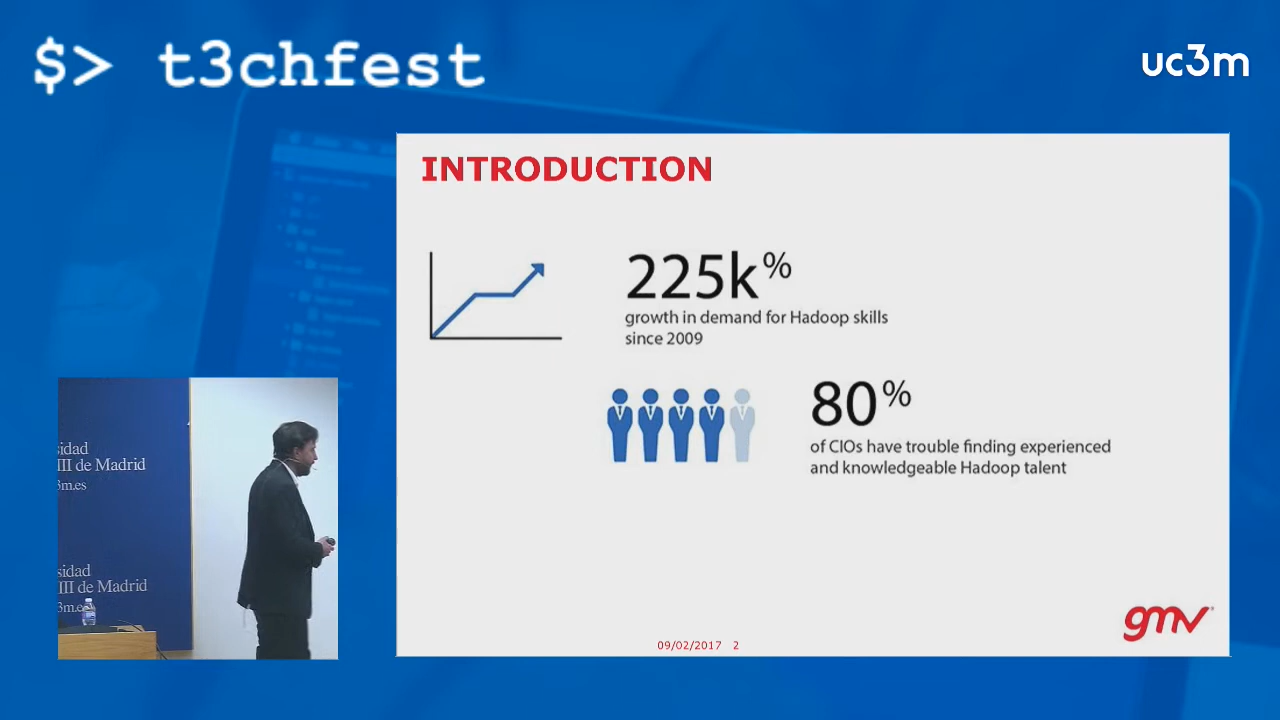 $> t3chfest
uc3m
INTRODUCTION
225k%
growth in demand for Hadoop skills
since 2009
80%
of CIOs have trouble finding experienced
and knowledgeable Hadoop talent
09/02/2017 2
gmv
idad
III de Madrid
3m.es
sidad
III de Madrid
3m.e